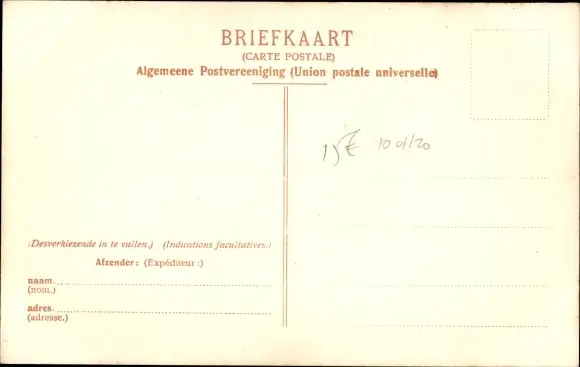 BRIEFKAART
(CARTE POSTALE)
Algemeene Postvereeniging (Union postale universelle)
15€ 10 01/20
(Desverkiezende in te vullen.) (Indications facultatives.)
Afzender: (Expéditeur:)
naam.
(nom.)
adres.
(adresse.)